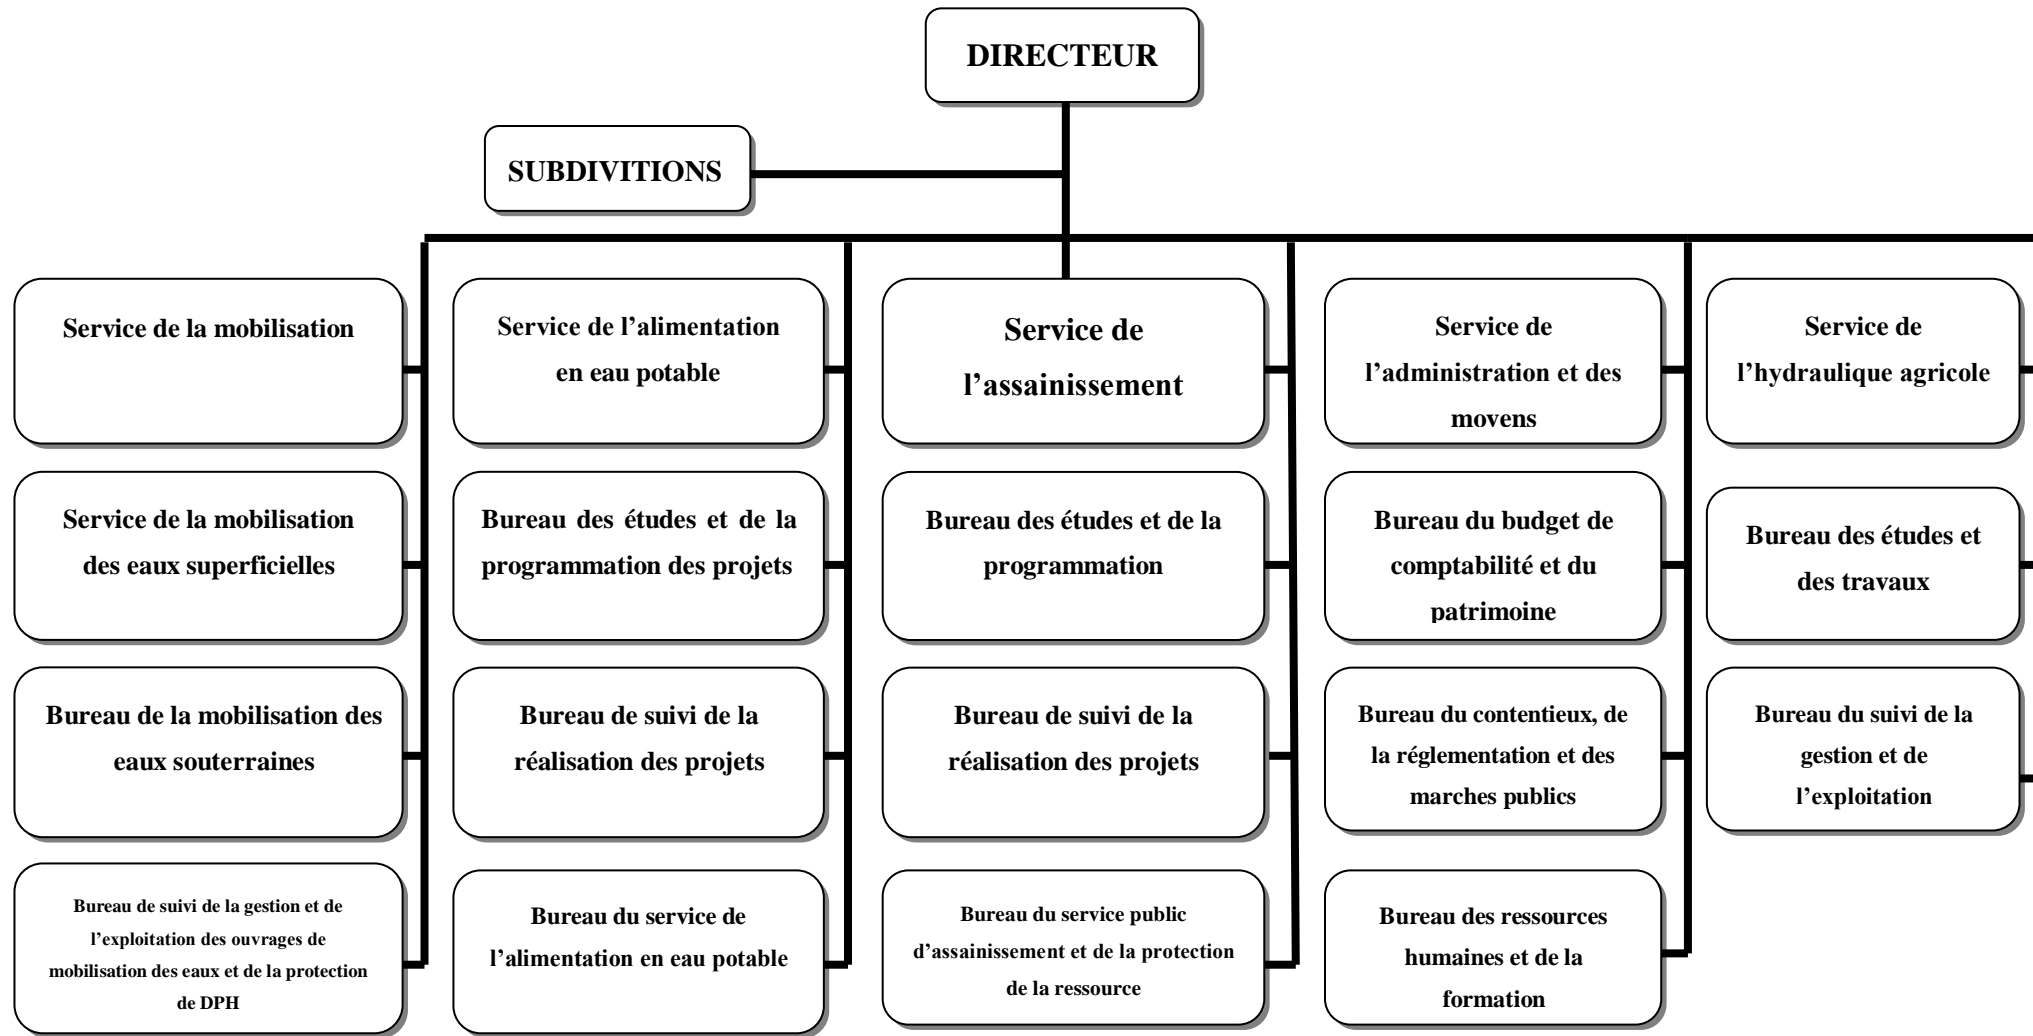 DIRECTEUR
SUBDIVITIONS
Service de la mobilisation
Service de l’alimentation
en eau potable
Service de
l’assainissement
Service de
l’administration et des
movens
Service de
l’hydraulique agricole
Service de la mobilisation
des eaux superficielles
Bureau des études et de la
programmation des projets
Bureau des études et de la
programmation
Bureau du budget de
comptabilité et du
patrimoine
Bureau des études et
des travaux
Bureau de la mobilisation des
eaux souterraines
Bureau de suivi de la
réalisation des projets
Bureau de suivi de la
réalisation des projets
Bureau du contentieux, de
la réglementation et des
marches publics
Bureau du suivi de la
gestion et de
l’exploitation
Bureau de suivi de la gestion et de
l’exploitation des ouvrages de
mobilisation des eaux et de la protection
de DPH
Bureau du service de
l’alimentation en eau potable
Bureau du service public
d’assainissement et de la protection
de la ressource
Bureau des ressources
humaines et de la
formation